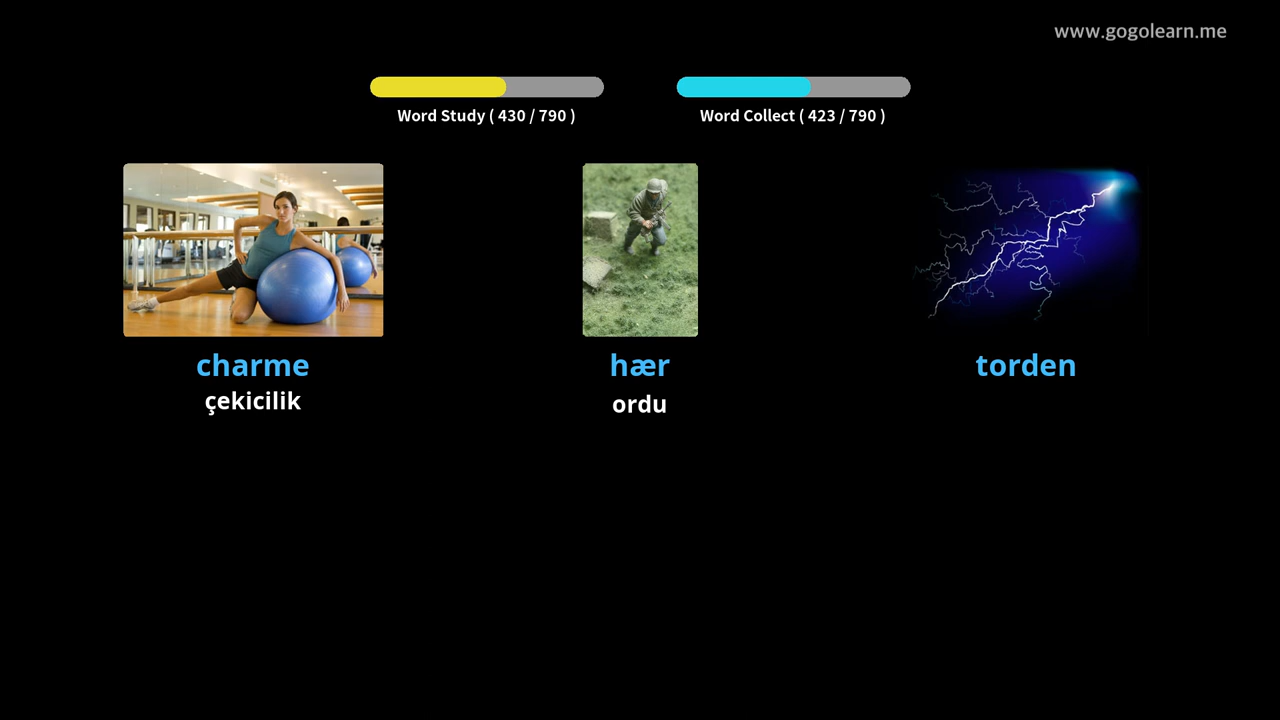 www.gogolearn.me
Word Study ( 430 / 790 )
Word Collect ( 423 / 790 )
charme
çekicilik
hær
ordu
torden